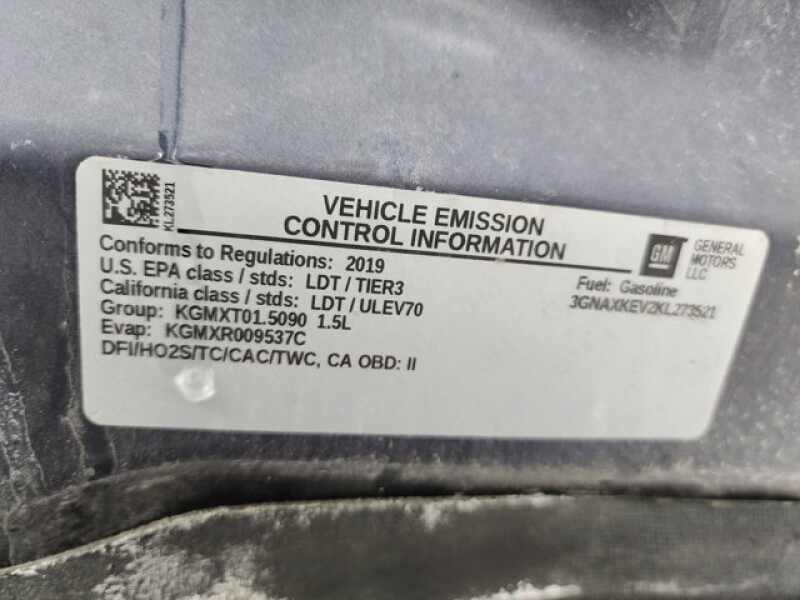 KL273521
VEHICLE EMISSION
CONTROL INFORMATION
GM
GENERAL
MOTORS
LLC
Conforms to Regulations: 2019
U.S. EPA class / stds: LDT / TIER3
California class / stds: LDT / ULEV70
Group: KGMXT01.5090 1.5L
Evap: KGMXR009537C
DFI/HO2S/TC/CAC/TWC, CA OBD: II
Fuel: Gasoline
3GNAXKEV2KL273521